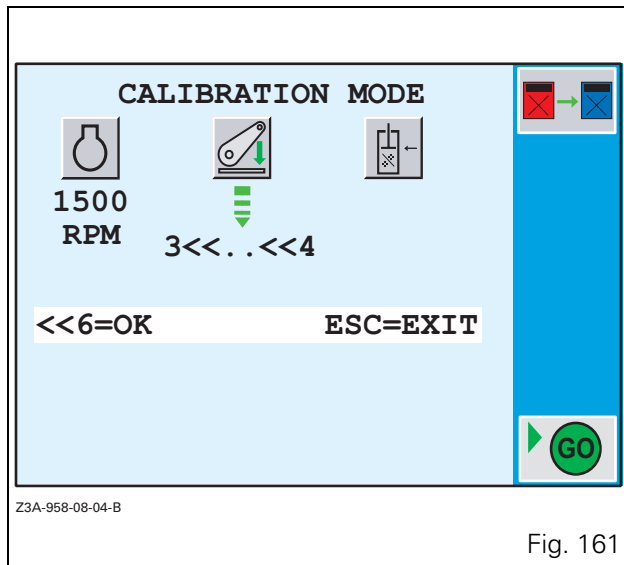 CALIBRATION MODE
1500
RPM
3<<..<<4
<<6=OK ESC=EXIT
GO
Z3A-958-08-04-B
Fig. 161